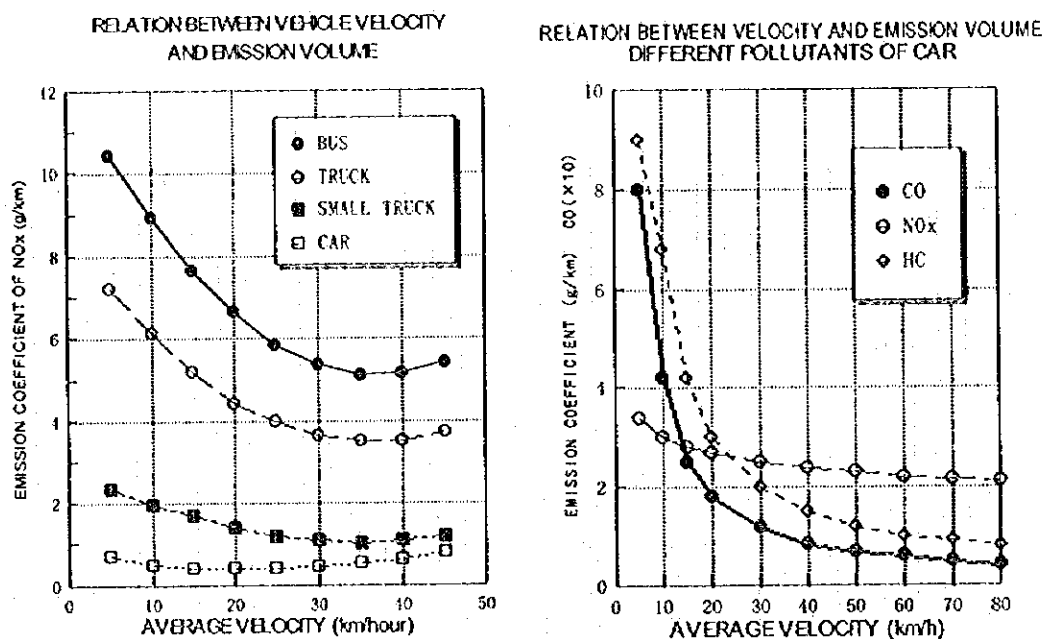 RELATION BETWEEN VEHICLE VELOCITY
AND EMISSION VOLUME
EMISSION COEFFICIENT OF NOx (g/km)
12
10
8
6
4
2
0
BUS
TRUCK
SMALL TRUCK
CAR
0 10 20 30 10 50
AVERAGE VELOCITY (km/hour)
RELATION BETWEEN VELOCITY AND EMISSION VOLUME
DIFFERENT POLLUTANTS OF CAR
EMISSION COEFFICIENT (g/km) CO (×10)
10
8
6
4
2
0
CO
NOx
HC
0 10 20 30 40 50 60 70 80
AVERAGE VELOCITY (km/h)